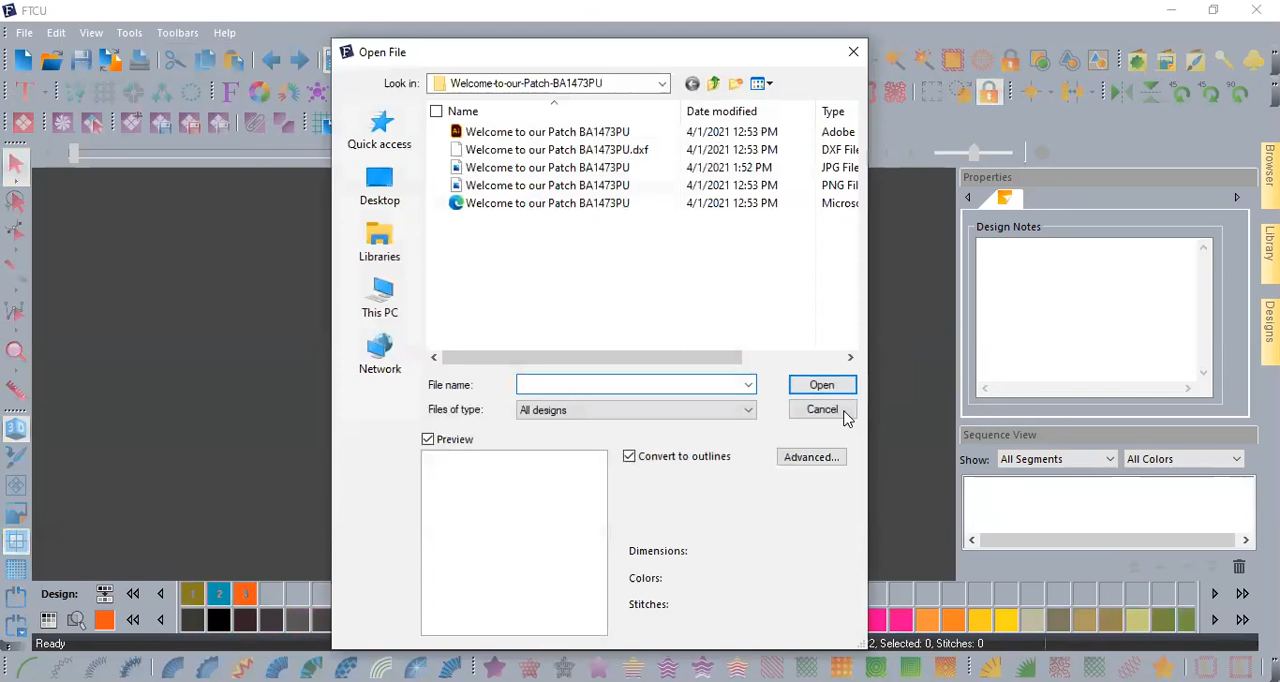 FTCU
File Edit View Tools Toolbars Help
Open File
Look in: Welcome-to-our-Patch-BA1473PU
Name Date modified Type
Welcome to our Patch BA1473PU 4/1/2021 12:53 PM Adobe
Welcome to our Patch BA1473PU.dxf 4/1/2021 12:53 PM DXF File
Welcome to our Patch BA1473PU 4/1/2021 1:52 PM JPG File
Welcome to our Patch BA1473PU 4/1/2021 12:53 PM PNG Fil
Welcome to our Patch BA1473PU 4/1/2021 12:53 PM Micros
Quick access
Desktop
Libraries
This PC
Network
File name: Open
Files of type: All designs Cancel
Preview Convert to outlines Advanced...
Dimensions:
Colors:
Stitches:
Properties
Design Notes
Sequence View
Show: All Segments All Colors
Browser
Library
Designs
Design: 1 2 3
Ready
2, Selected: 0, Stitches: 0
3D
90